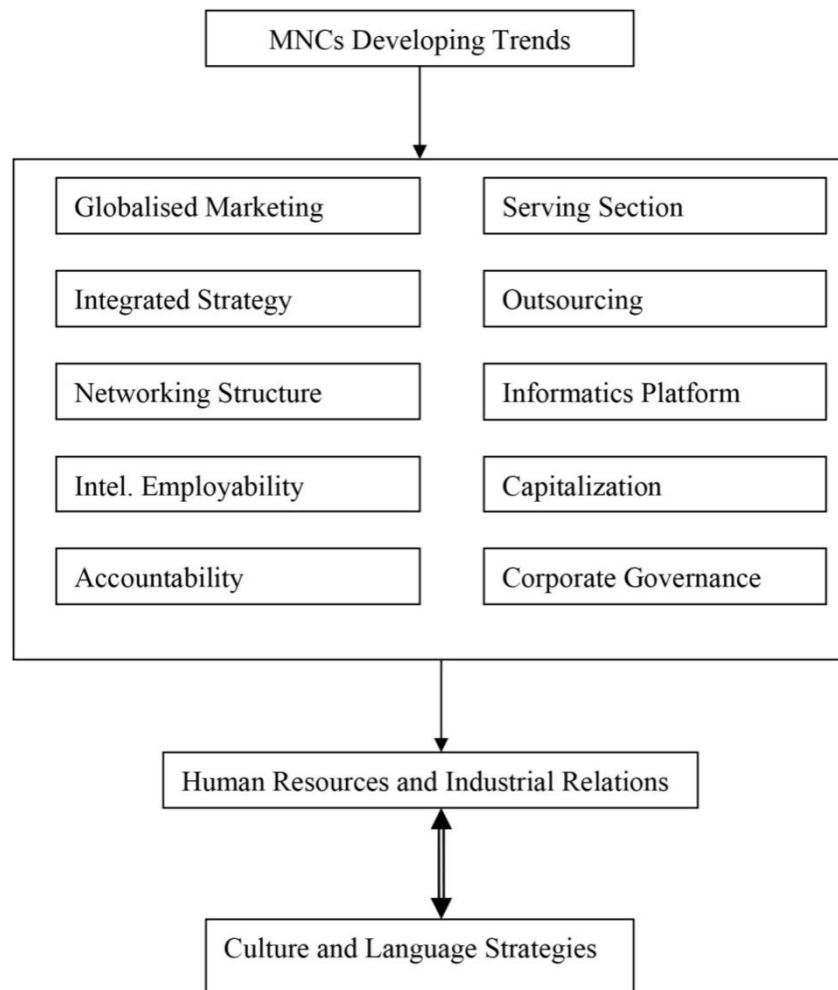 MNCs Developing Trends
Globalised Marketing
Serving Section
Integrated Strategy
Outsourcing
Networking Structure
Informatics Platform
Intel. Employability
Capitalization
Accountability
Corporate Governance
Human Resources and Industrial Relations
Culture and Language Strategies